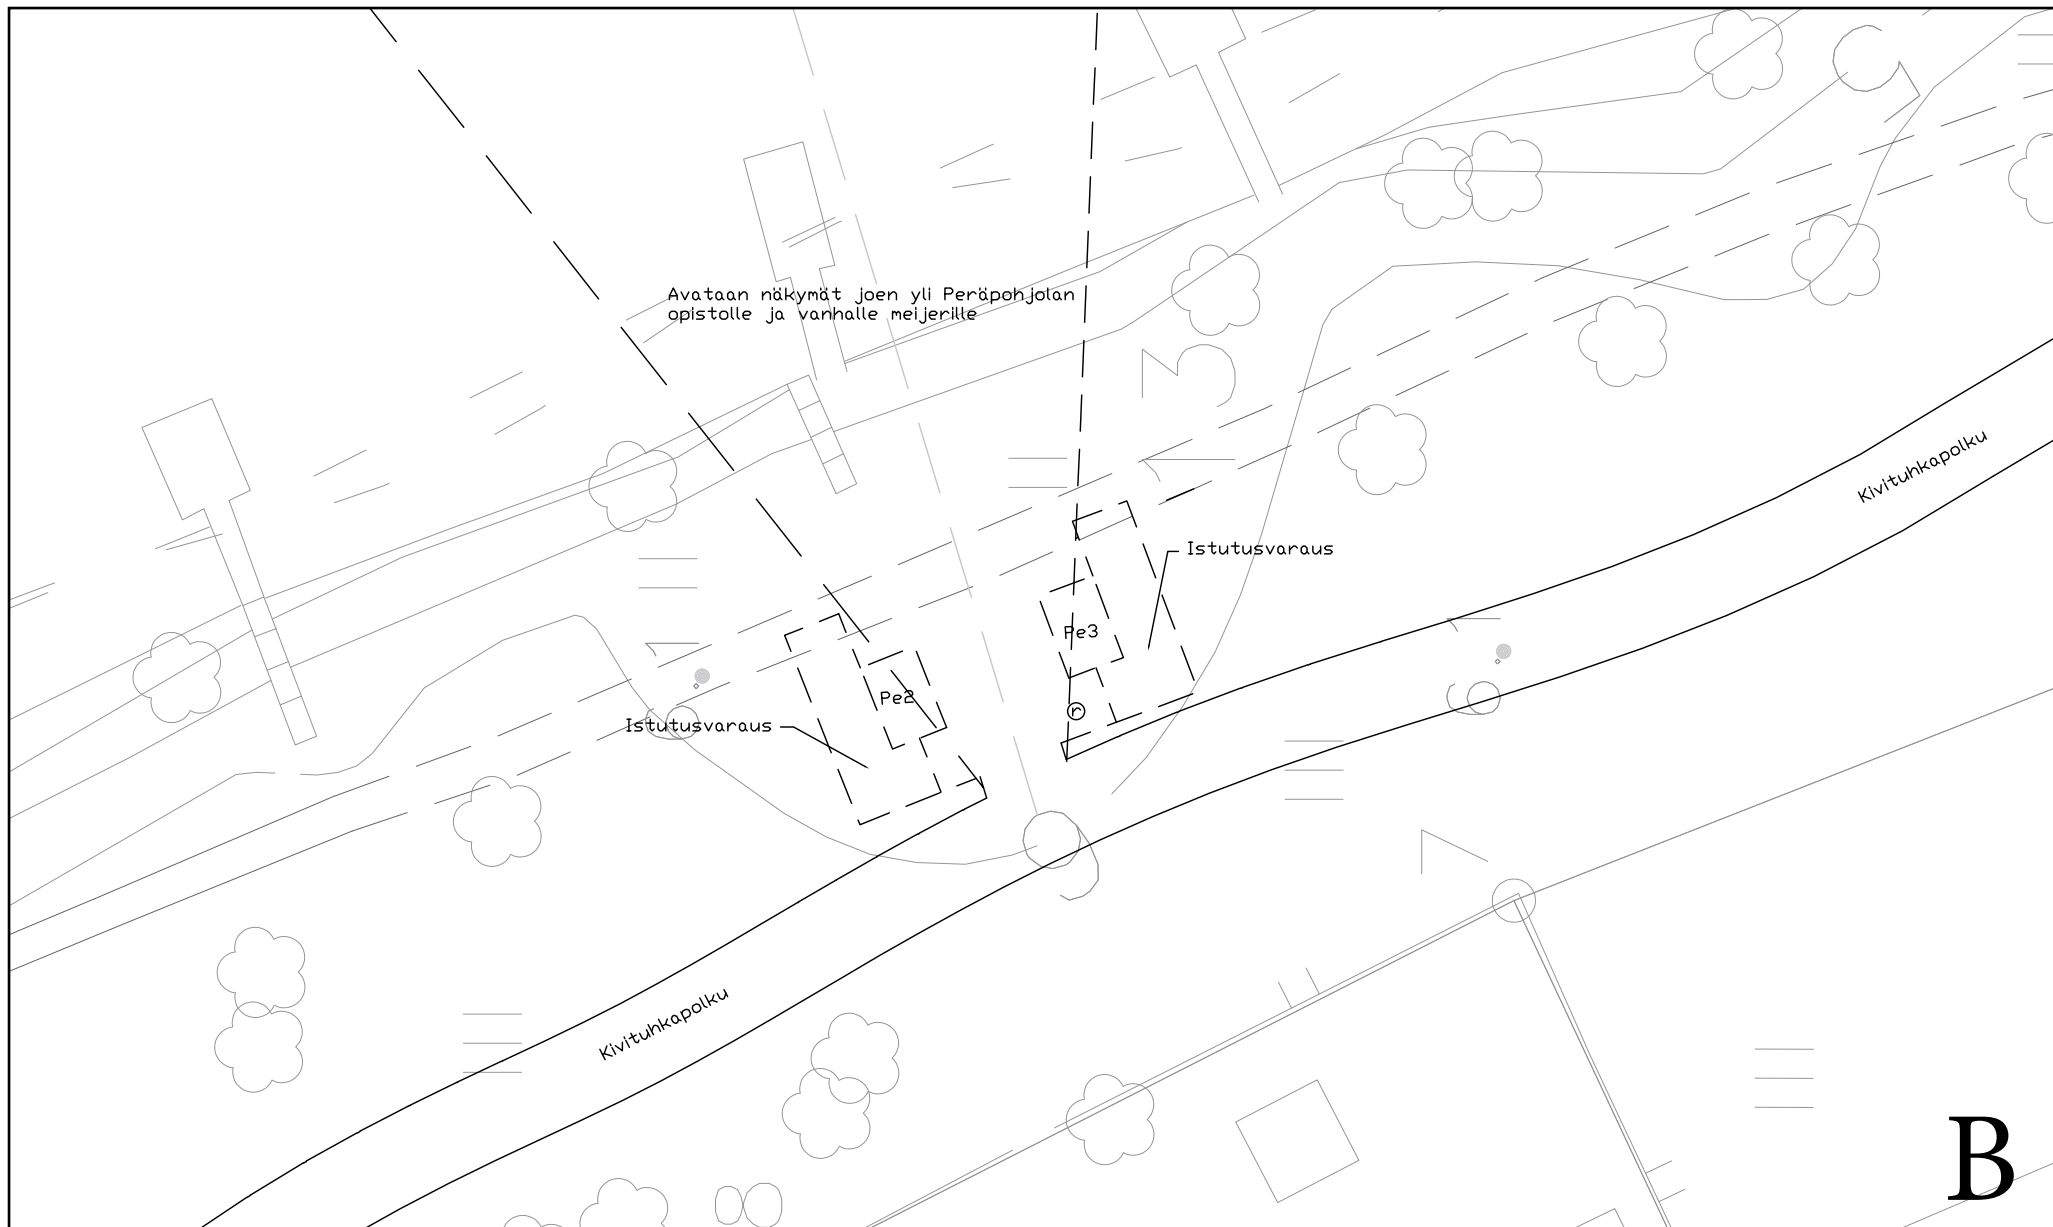 Avataan näkymät joen yli Peräpohjolan
opistolle ja vanhalle meijerille
Kivituhkapolku
Istutusvaraus
Pe3
Pe2
r
Istutusvaraus
Kivituhkapolku
B